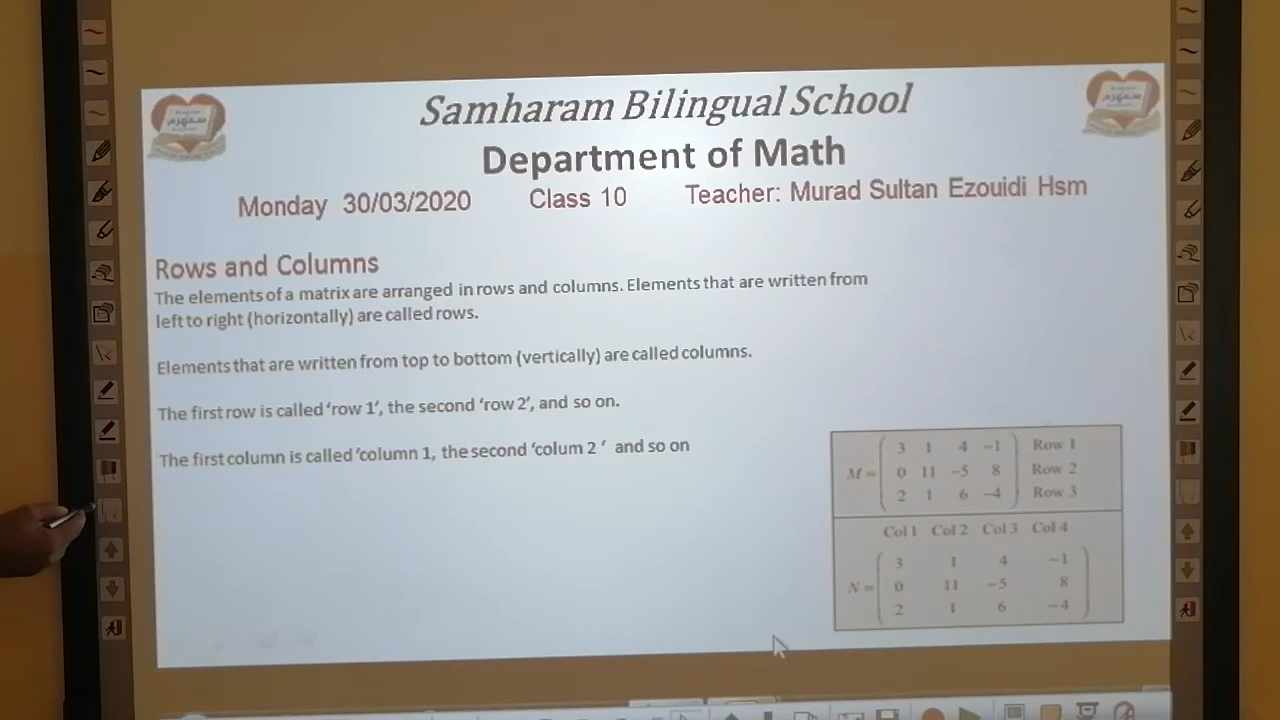 Samharam Bilingual School
Department of Math
Monday 30/03/2020 Class 10 Teacher: Murad Sultan Ezouidi Hsm
Rows and Columns
The elements of a matrix are arranged in rows and columns. Elements that are written from
left to right (horizontally) are called rows.
Elements that are written from top to bottom (vertically) are called columns.
The first row is called ‘row 1’, the second ‘row 2’, and so on.
The first column is called ‘column 1, the second ‘colum 2 ’ and so on
3 1 4 −1 Row 1
M = 0 11 −5 8 Row 2
2 1 6 −4 Row 3
Col 1 Col 2 Col 3 Col 4
3 1 4 −1
N = 0 11 −5 8
2 1 6 −4
سمهرم
سمهرم